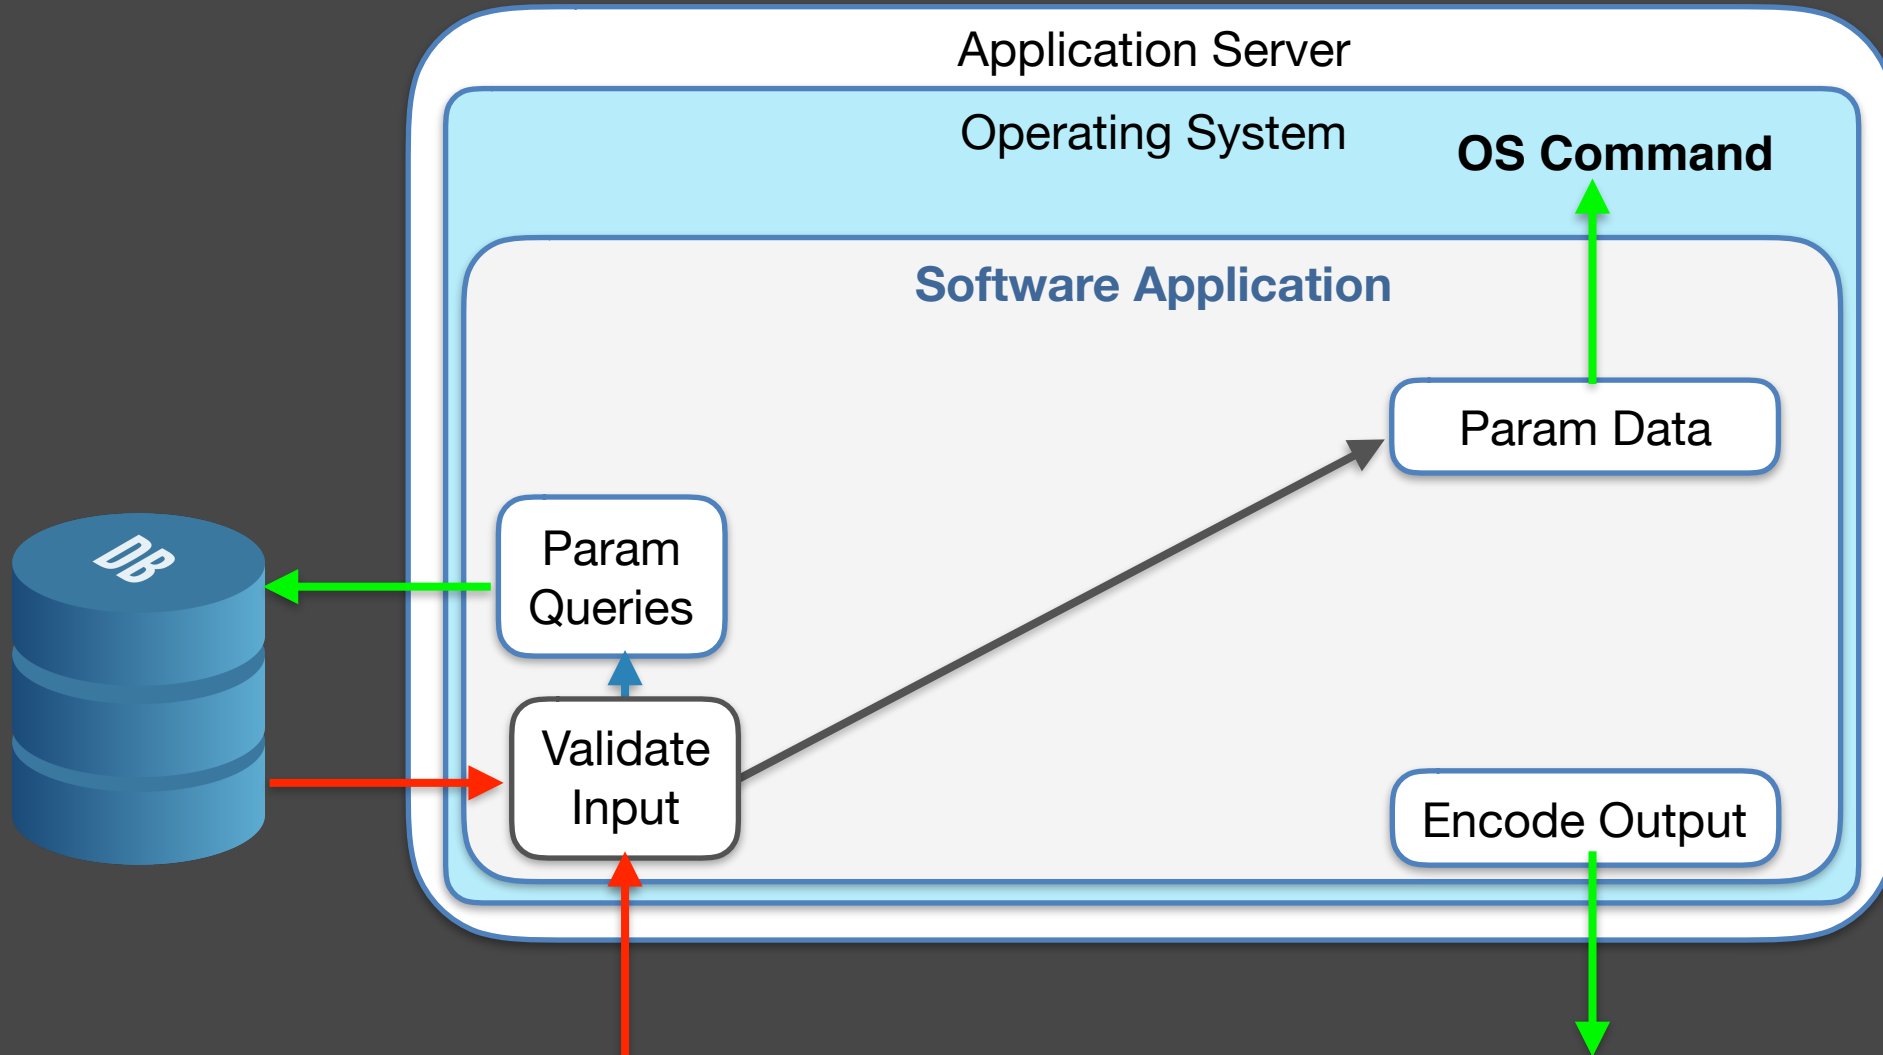 Application Server
Operating System
OS Command
Software Application
Param Data
Param
Queries
DB
Validate
Input
Encode Output